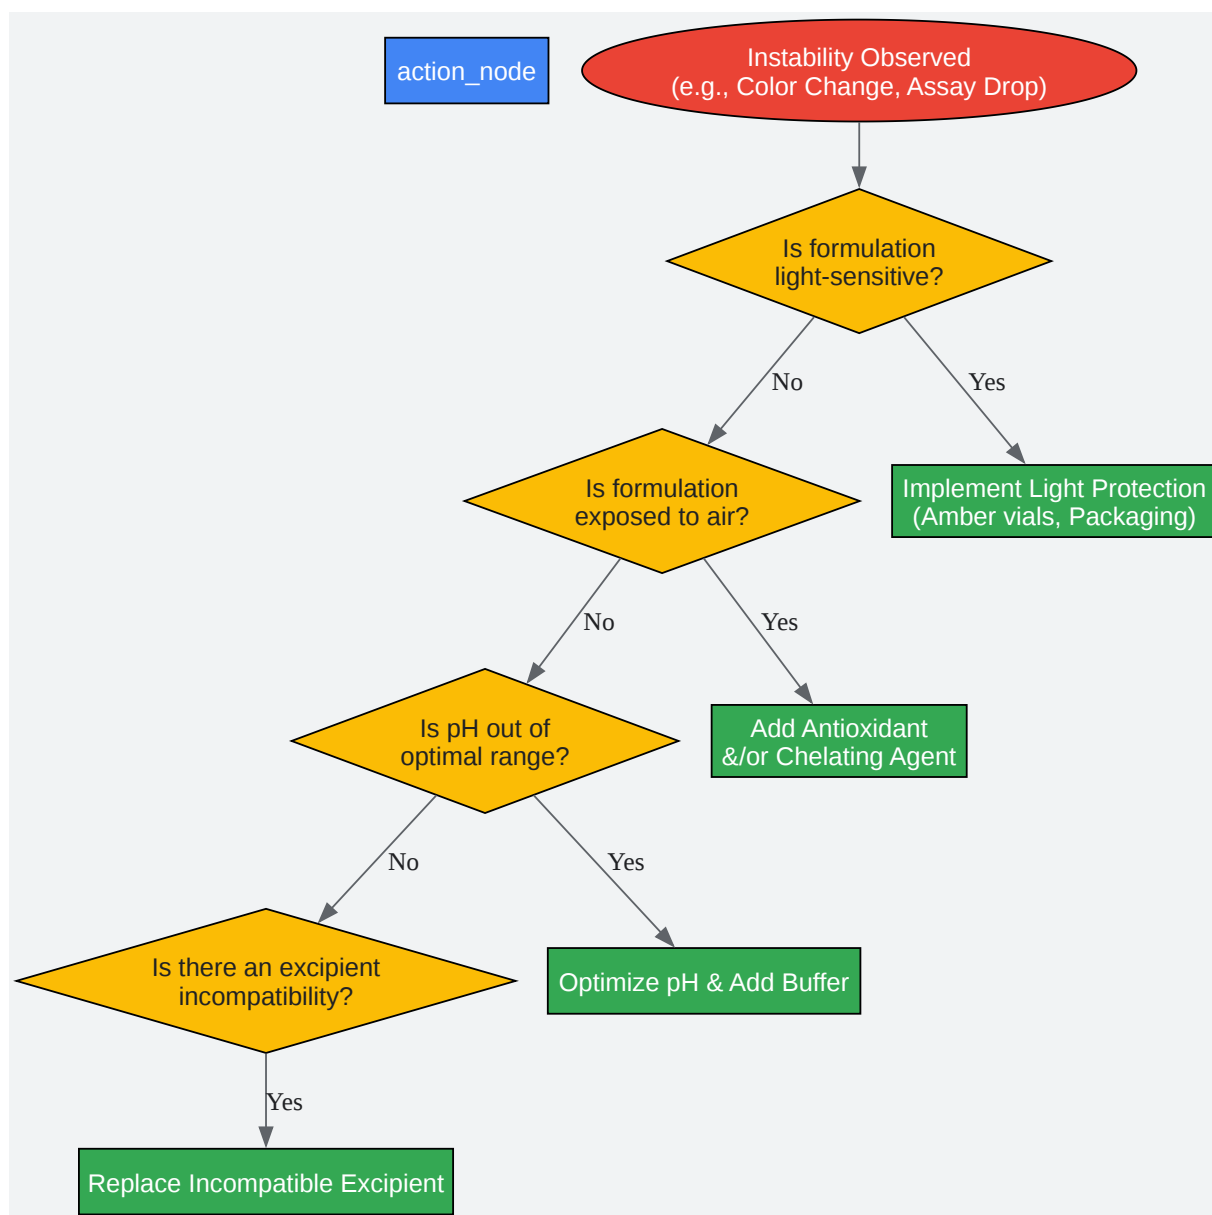 action_node
Instability Observed
(e.g., Color Change, Assay Drop)
Is formulation
light-sensitive?
No
Yes
Is formulation
exposed to air?
Implement Light Protection
(Amber vials, Packaging)
No
Yes
Is pH out of
optimal range?
Add Antioxidant
&/or Chelating Agent
No
Yes
Is there an excipient
incompatibility?
Optimize pH & Add Buffer
Yes
Replace Incompatible Excipient